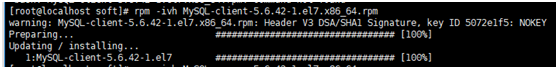 [root@localhost soft]# rpm -ivh MySQL-client-5.6.42-1.el7.x86_64.rpm
warning: MySQL-client-5.6.42-1.el7.x86_64.rpm: Header V3 DSA/SHA1 Signature, key ID 5072e1f5: NOKEY
Preparing... ################################# [100%]
Updating / installing...
1:MySQL-client-5.6.42-1.el7 ################################# [100%]